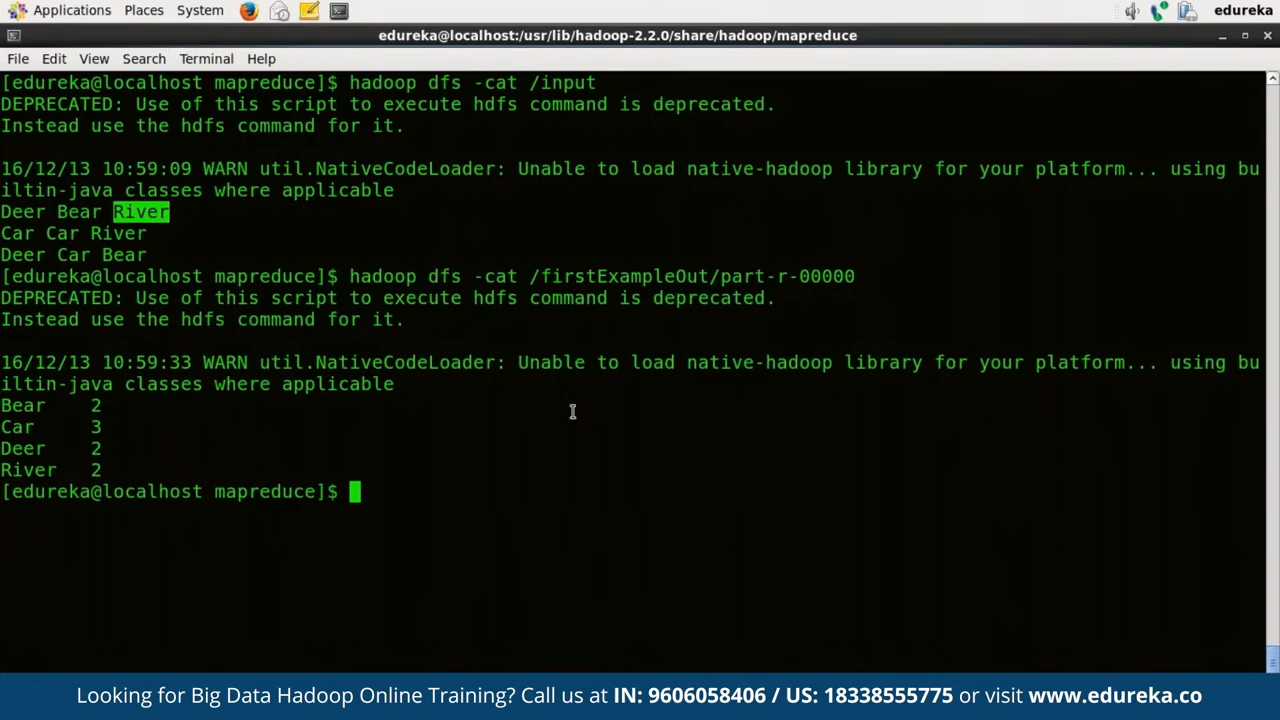 Applications Places System edureka
edureka@localhost:/usr/lib/hadoop-2.2.0/share/hadoop/mapreduce
File Edit View Search Terminal Help
[edureka@localhost mapreduce]$ hadoop dfs -cat /input
DEPRECATED: Use of this script to execute hdfs command is deprecated.
Instead use the hdfs command for it.
16/12/13 10:59:09 WARN util.NativeCodeLoader: Unable to load native-hadoop library for your platform... using bu
iltin-java classes where applicable
Deer Bear River
Car Car River
Deer Car Bear
[edureka@localhost mapreduce]$ hadoop dfs -cat /firstExampleOut/part-r-00000
DEPRECATED: Use of this script to execute hdfs command is deprecated.
Instead use the hdfs command for it.
16/12/13 10:59:33 WARN util.NativeCodeLoader: Unable to load native-hadoop library for your platform... using bu
iltin-java classes where applicable
Bear 2
Car 3
Deer 2
River 2
[edureka@localhost mapreduce]$
Looking for Big Data Hadoop Online Training? Call us at IN: 9606058406 / US: 18338555775 or visit www.edureka.co